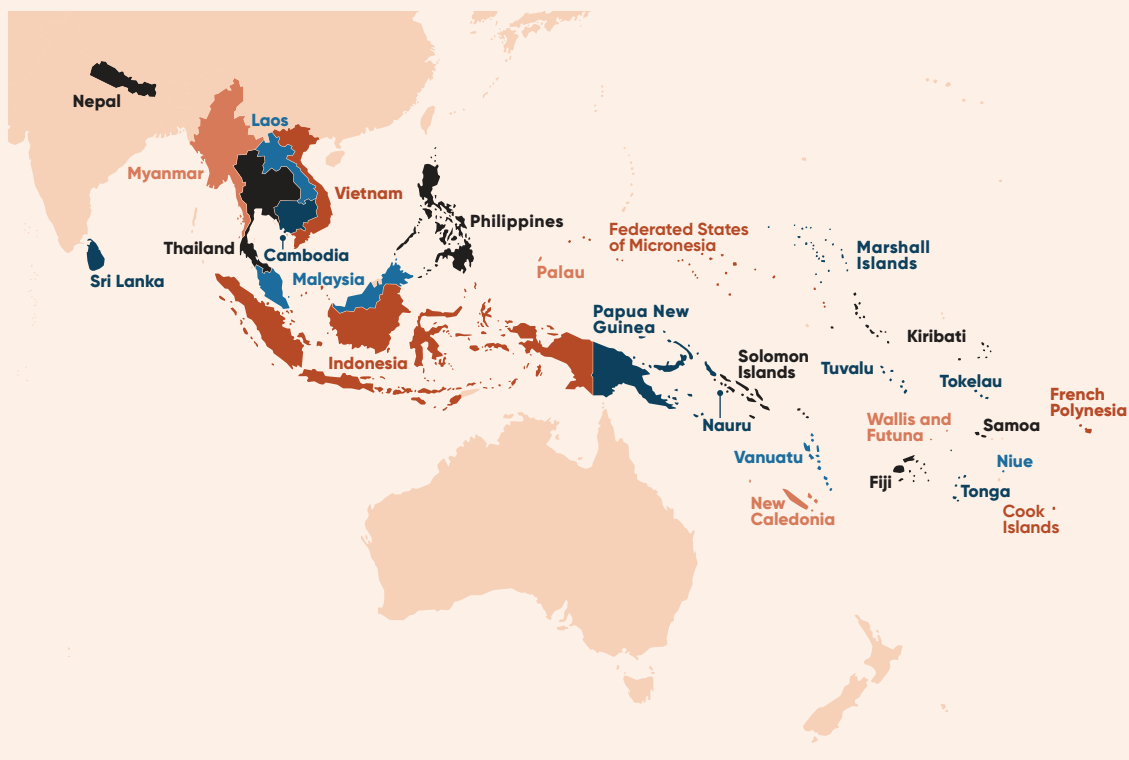 Nepal
Laos
Myanmar
Vietnam
Philippines
Federated States
of Micronesia
Thailand
Cambodia
Marshall
Islands
Sri Lanka
Malaysia
Palau
Papua New
Guinea
Kiribati
Solomon
Islands
Indonesia
Tuvalu
Tokelau
French
Polynesia
Nauru
Wallis and
Futuna
Samoa
Vanuatu
Niue
Fiji
Tonga
New
Caledonia
Cook
Islands